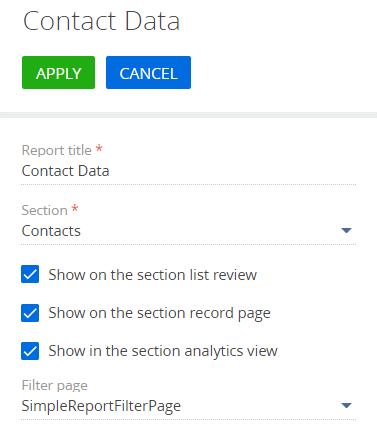 Contact Data
APPLY CANCEL
Report title *
Contact Data
Section *
Contacts
Show on the section list review
Show on the section record page
Show in the section analytics view
Filter page
SimpleReportFilterPage